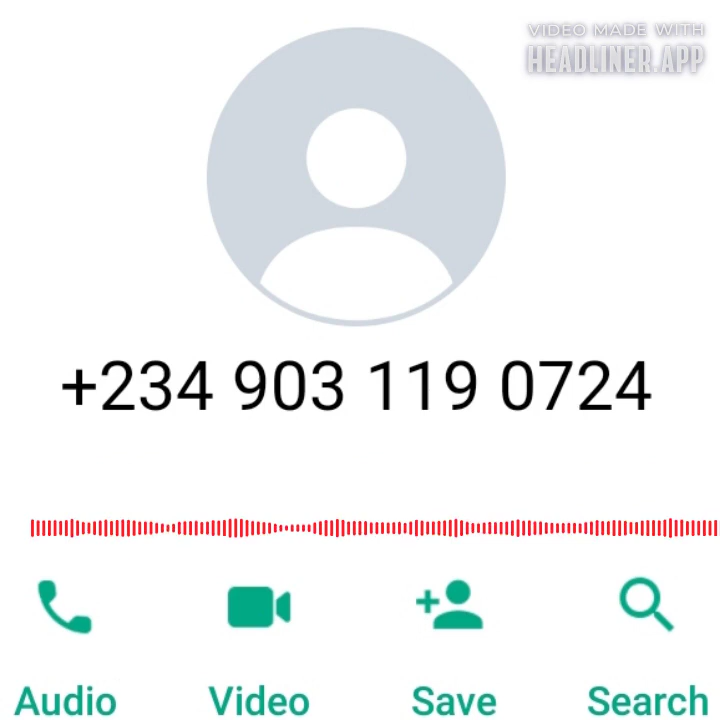 VIDEO MADE WITH
HEADLINER.APP
+234 903 119 0724
Audio Video Save Search